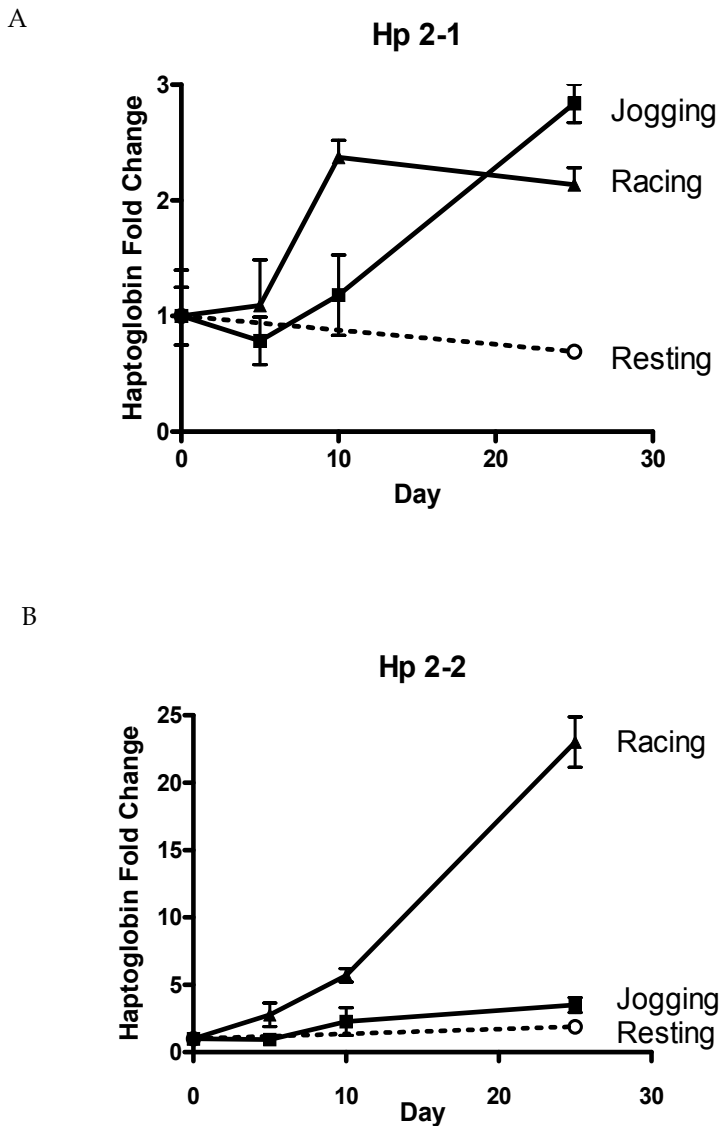 A
Hp 2-1
Haptoglobin Fold Change
3
2
1
0
0 10 20 30
Day
Jogging
Racing
Resting
B
Hp 2-2
Haptoglobin Fold Change
25
20
15
10
5
0
0 10 20 30
Day
Racing
Jogging
Resting